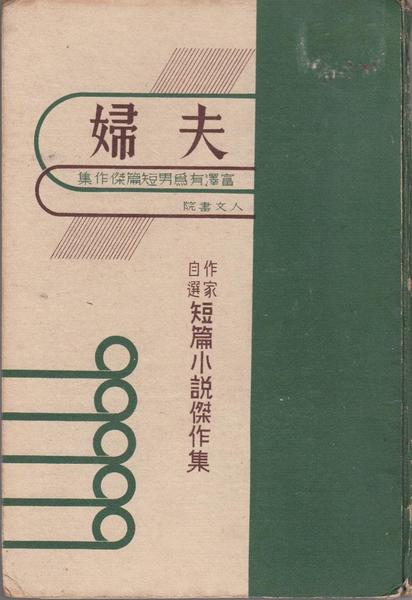 夫婦
富澤有爲男短篇傑作集
人文書院
作家
自選
短篇小説傑作集